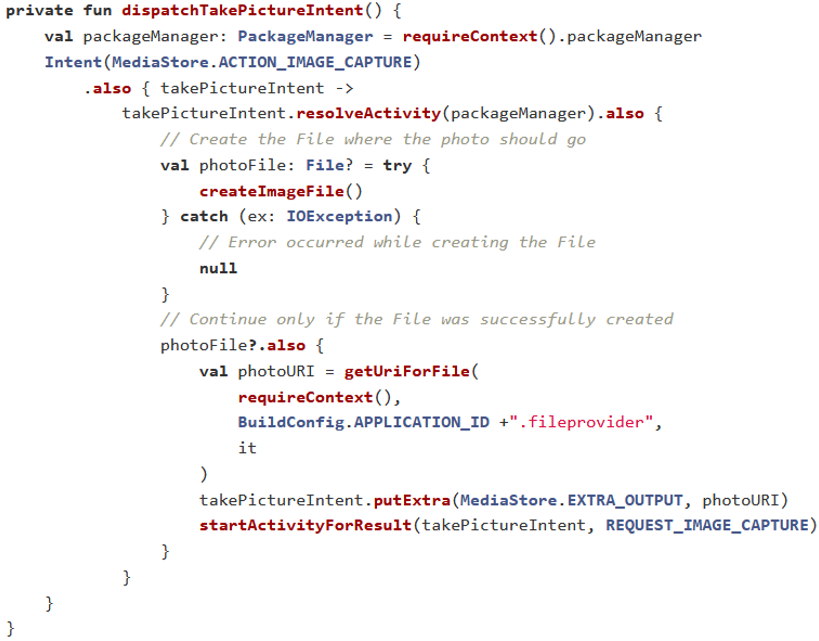 private fun dispatchTakePictureIntent() {
    val packageManager: PackageManager = requireContext().packageManager
    Intent(MediaStore.ACTION_IMAGE_CAPTURE)
        .also { takePictureIntent ->
            takePictureIntent.resolveActivity(packageManager).also {
                // Create the File where the photo should go
                val photoFile: File? = try {
                    createImageFile()
                } catch (ex: IOException) {
                    // Error occurred while creating the File
                    null
                }
                // Continue only if the File was successfully created
                photoFile?.also {
                    val photoURI = getUriForFile(
                        requireContext(),
                        BuildConfig.APPLICATION_ID +".fileprovider",
                        it
                    )
                    takePictureIntent.putExtra(MediaStore.EXTRA_OUTPUT, photoURI)
                    startActivityForResult(takePictureIntent, REQUEST_IMAGE_CAPTURE)
                }
            }
    }
}